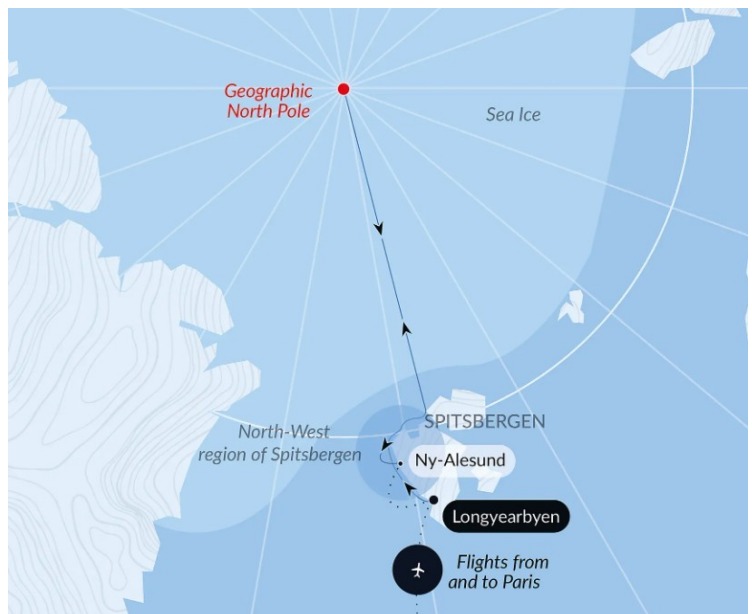 Geographic
North Pole
Sea Ice
SPITSBERGEN
North-West
region of Spitsbergen
Ny-Alesund
Longyearbyen
Flights from
and to Paris